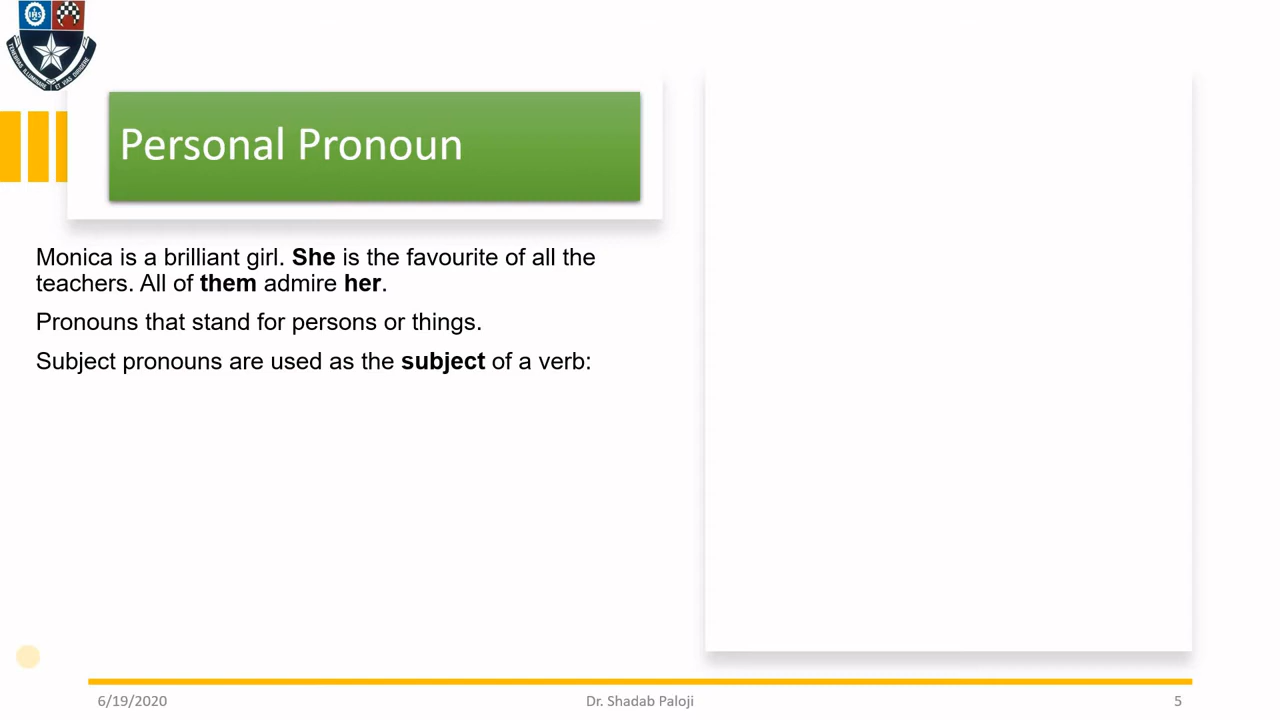 Personal Pronoun
Monica is a brilliant girl. She is the favourite of all the
teachers. All of them admire her.
Pronouns that stand for persons or things.
Subject pronouns are used as the subject of a verb:
6/19/2020
Dr. Shadab Paloji
5